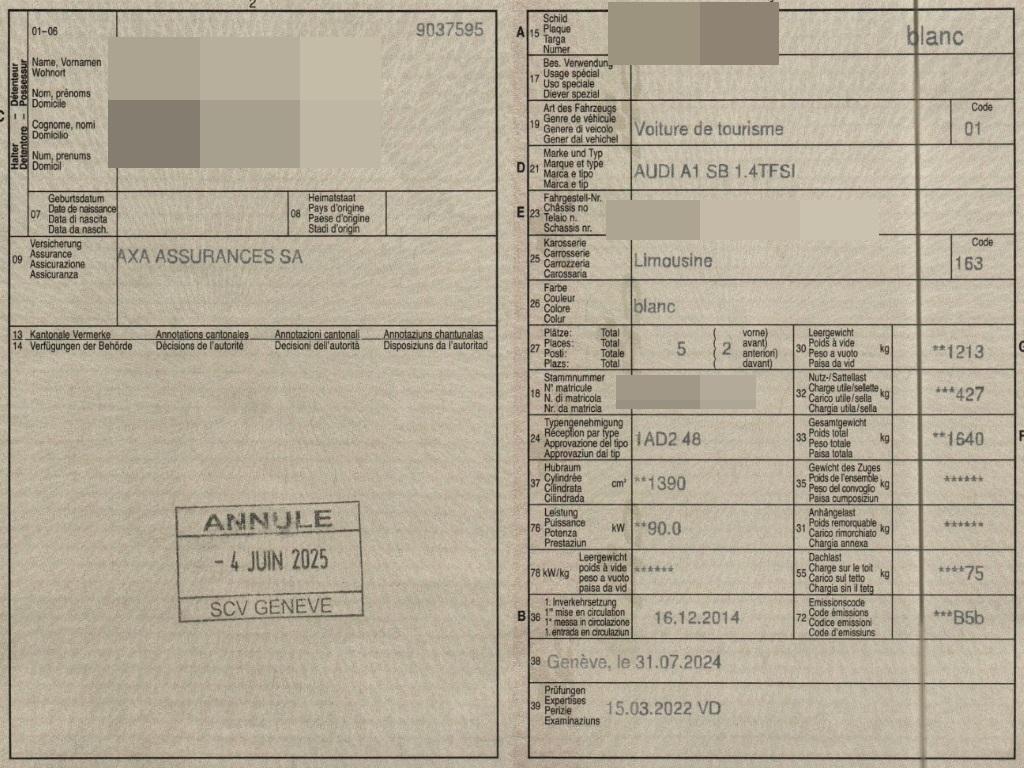 2
01-06
9037595
Halter – Détenteur
Detentore – Possessur
Name, Vornamen
Wohnort
Nom, prénoms
Domicile
Cognome, nomi
Domicilio
Num, prenums
Domicil
07
Geburtsdatum
Date de naissance
Data di nascita
Data da nasch.
08
Heimatstaat
Pays d'origine
Paese d'origine
Stadi d'origin
09
Versicherung
Assurance
Assicurazione
Assicuranza
AXA ASSURANCES SA
13 Kantonale Vermerke Annotations cantonales Annotazioni cantonali Annotaziuns chantunalas
14 Verfügungen der Behörde Décisions de l'autorité Decisioni dell'autorità Disposiziuns da l'autoritad
ANNULE
- 4 JUIN 2025
SCV GENEVE
A 15
Schild
Plaque
Targa
Numer
blanc
17
Bes. Verwendung
Usage spécial
Uso speciale
Diever spezial
19
Art des Fahrzeugs
Genre de véhicule
Genere di veicolo
Gener dal vehichel
Voiture de tourisme
Code
01
D 21
Marke und Typ
Marque et type
Marca e tipo
Marca e tip
AUDI A1 SB 1.4TFSI
E 23
Fahrgestell-Nr.
Châssis no
Telaio n.
Schassis nr.
25
Karosserie
Carrosserie
Carrozzeria
Carossaria
Limousine
Code
163
26
Farbe
Couleur
Colore
Colur
blanc
27
Plätze: Total
Places: Total
Posti: Totale
Plazs: Total
5 ( 2
vorne)
avant)
anteriori)
davant)
30
Leergewicht
Poids à vide
Peso a vuoto
Paisa da vid
kg
**1213
18
Stammnummer
N° matricule
N. di matricola
Nr. da matricla
32
Nutz-/Sattellast
Charge utile/sellette
Carico utile/sella
Chargia utila/sella
kg
***427
24
Typengenehmigung
Réception par type
Approvazione del tipo
Approvaziun dal tip
1AD2 48
33
Gesamtgewicht
Poids total
Peso totale
Paisa totala
kg
**1640
37
Hubraum
Cylindrée
Cilindrata
Cilindrada
cm³
**1390
35
Gewicht des Zuges
Poids de l'ensemble
Peso del convoglio
Paisa cumposiziun
kg
******
76
Leistung
Puissance
Potenza
Prestaziun
kW
**90.0
31
Anhängelast
Poids remorquable
Carico rimorchiato
Chargia annexa
kg
******
78 kW/kg
Leergewicht
poids à vide
peso a vuoto
paisa da vid
******
55
Dachlast
Charge sur le toit
Carico sul tetto
Chargia sin il tetg
kg
****75
B 36
1. Inverkehrsetzung
1re mise en circulation
1a messa in circolazione
1. entrada en circulaziun
16.12.2014
72
Emissionscode
Code émissions
Codice emissioni
Code d'emissiuns
***B5b
38
Genève, le 31.07.2024
39
Prüfungen
Expertises
Perizie
Examinaziuns
15.03.2022 VD